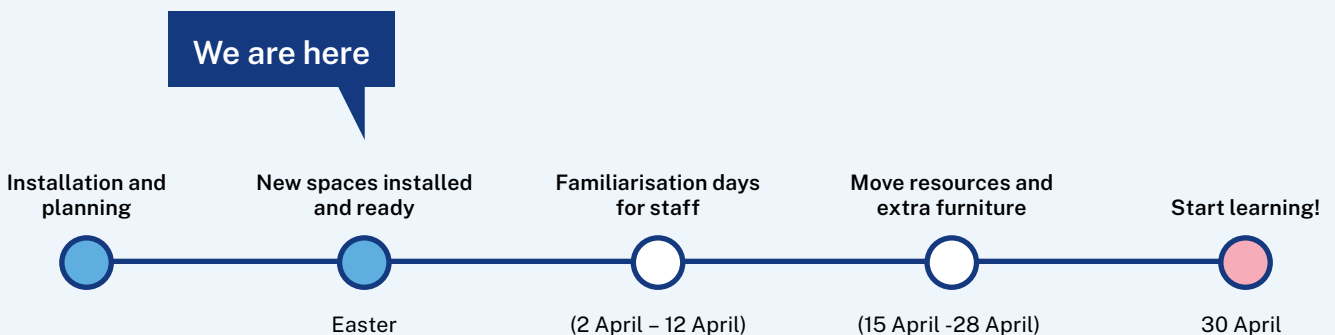 We are here
Installation and
planning
New spaces installed
and ready
Familiarisation days
for staff
Move resources and
extra furniture
Start learning!
Easter
(2 April – 12 April)
(15 April -28 April)
30 April